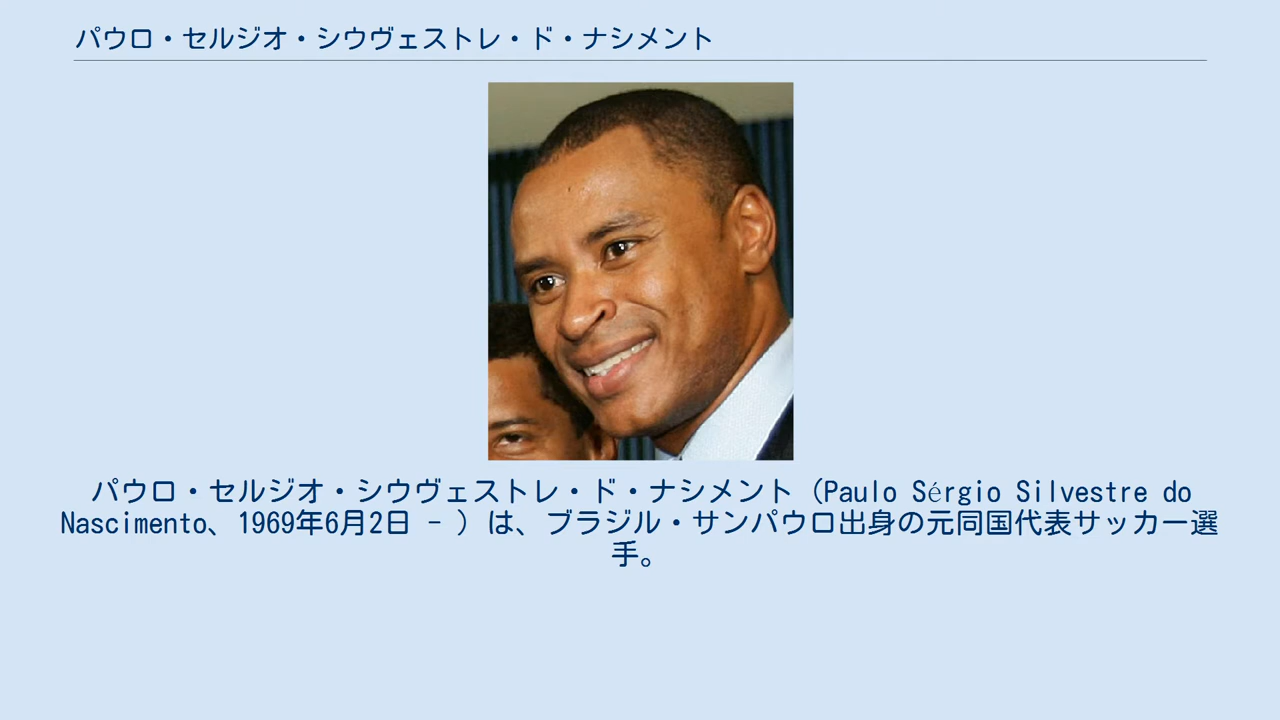 パウロ・セルジオ・シウヴェストレ・ド・ナシメント
パウロ・セルジオ・シウヴェストレ・ド・ナシメント（Paulo Sérgio Silvestre do
Nascimento、1969年6月2日 - ）は、ブラジル・サンパウロ出身の元同国代表サッカー選
手。